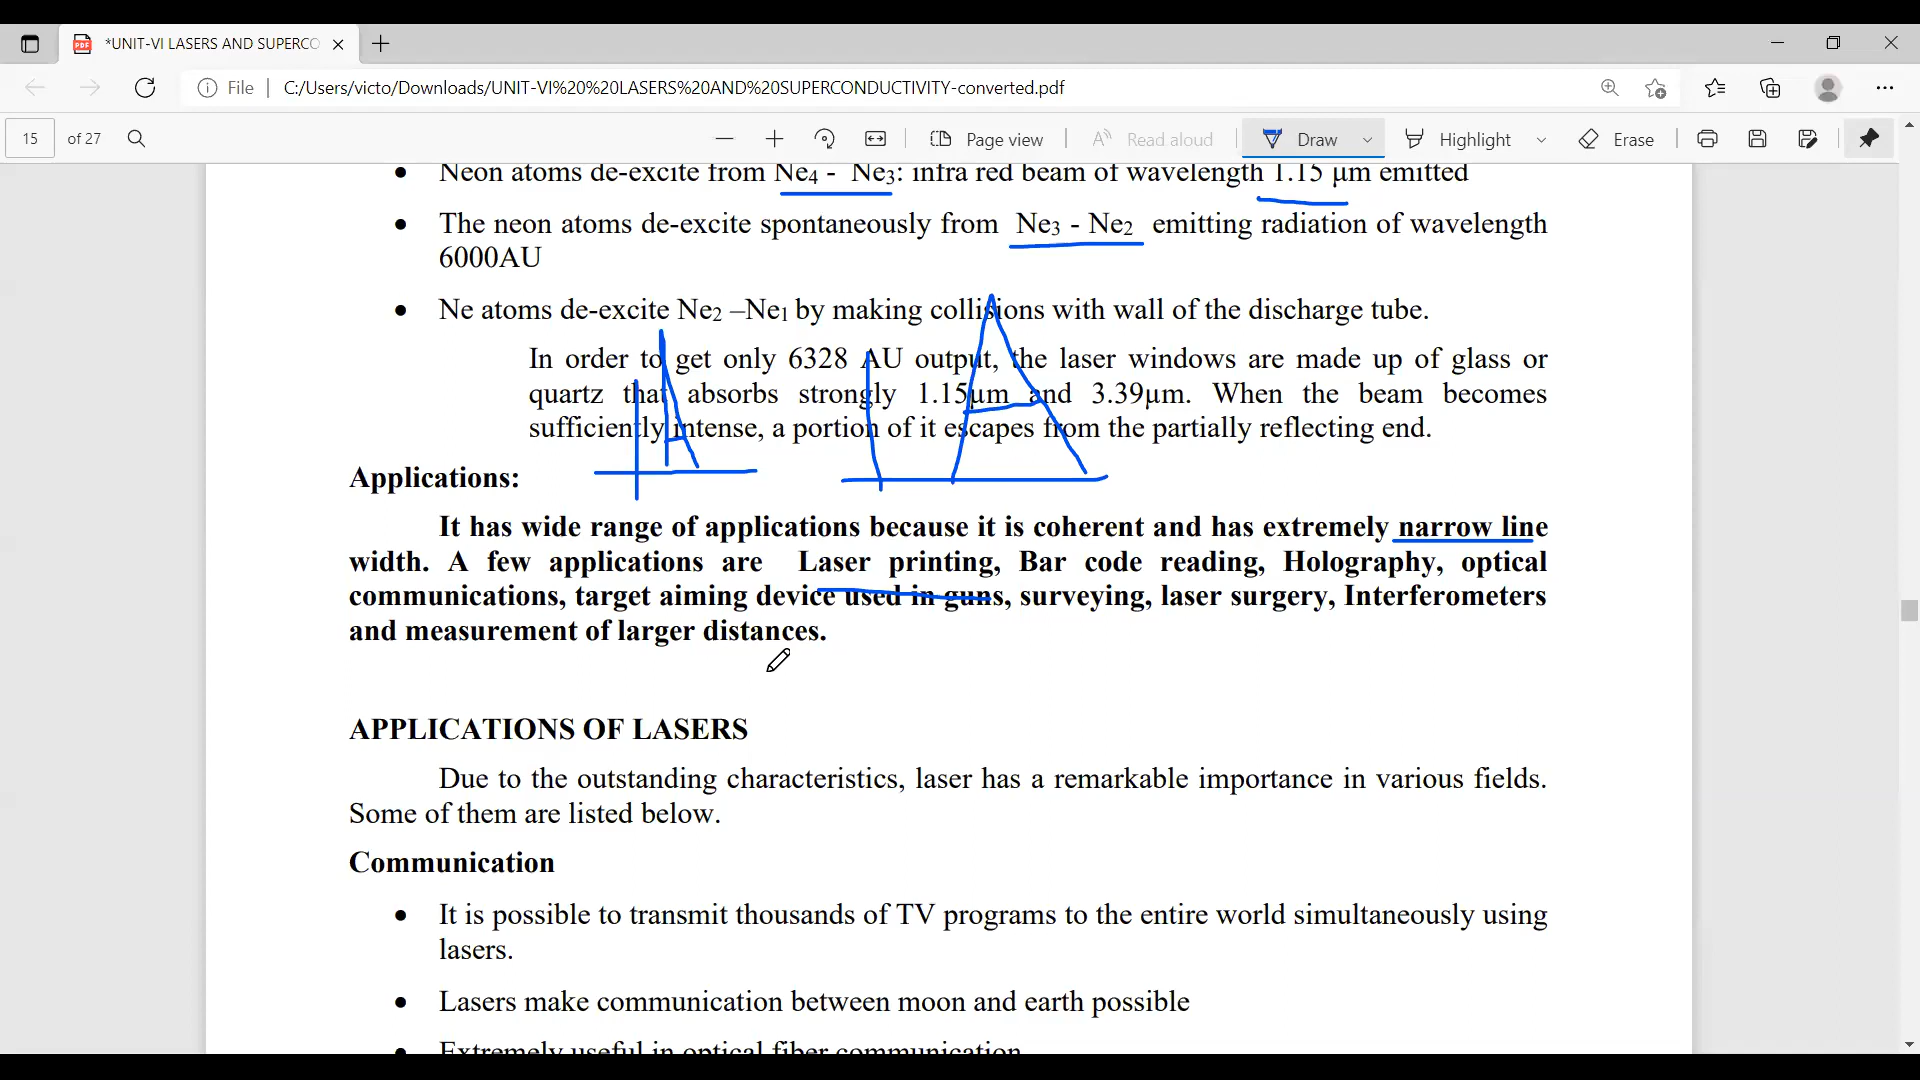 *UNIT-VI LASERS AND SUPERCO
File
C:/Users/victo/Downloads/UNIT-VI%20%20LASERS%20AND%20SUPERCONDUCTIVITY-converted.pdf
15 of 27
Page view
Read aloud
Draw
Highlight
Erase
• Neon atoms de-excite from Ne4 - Ne3: infra red beam of wavelength 1.15 μm emitted
• The neon atoms de-excite spontaneously from Ne3 - Ne2 emitting radiation of wavelength
6000AU
• Ne atoms de-excite Ne2 –Ne1 by making collisions with wall of the discharge tube.
In order to get only 6328 AU output, the laser windows are made up of glass or
quartz that absorbs strongly 1.15μm and 3.39μm. When the beam becomes
sufficiently intense, a portion of it escapes from the partially reflecting end.
Applications:
It has wide range of applications because it is coherent and has extremely narrow line
width. A few applications are Laser printing, Bar code reading, Holography, optical
communications, target aiming device used in guns, surveying, laser surgery, Interferometers
and measurement of larger distances.
APPLICATIONS OF LASERS
Due to the outstanding characteristics, laser has a remarkable importance in various fields.
Some of them are listed below.
Communication
• It is possible to transmit thousands of TV programs to the entire world simultaneously using
lasers.
• Lasers make communication between moon and earth possible
• Extremely useful in optical fiber communication